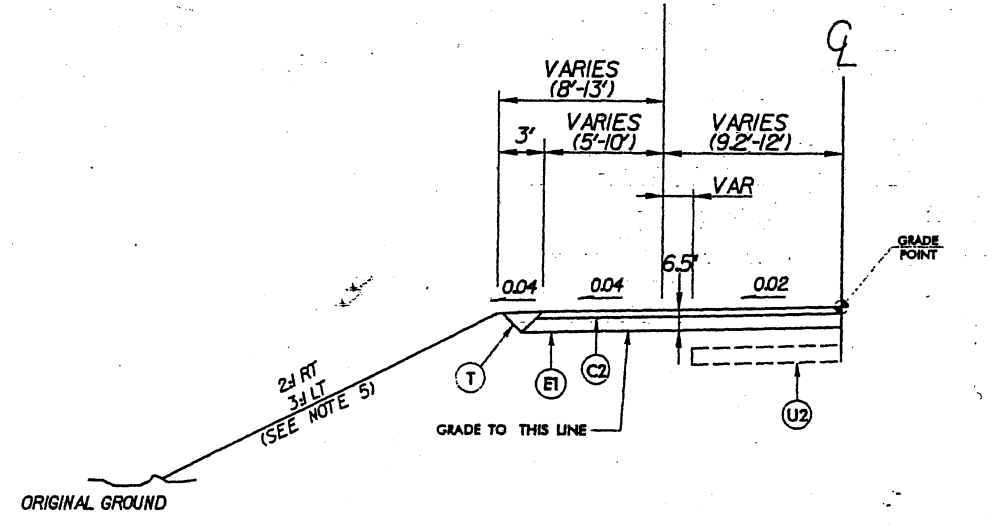 CL
VARIES
(8'-13')
3'
VARIES
(5'-10')
VARIES
(9.2'-12')
VAR
GRADE
POINT
6.5"
0.04
0.04
0.02
T
E1
C2
U2
2:1 RT
3:1 LT
(SEE NOTE 5)
GRADE TO THIS LINE
ORIGINAL GROUND